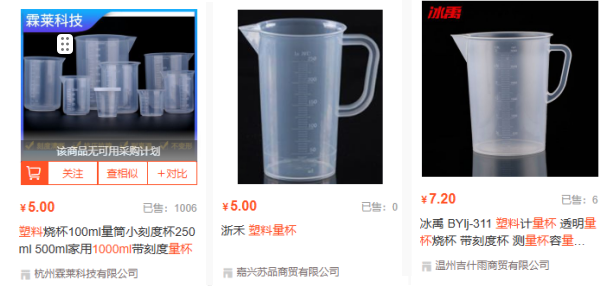 霖莱科技
该商品无可用采购计划
关注
查相似
+对比
¥5.00
已售：1006
塑料烧杯100ml量筒小刻度杯250
ml 500ml家用1000ml带刻度量杯
杭州霖莱科技有限公司
¥5.00
已售：0
浙禾 塑料量杯
嘉兴苏品商贸有限公司
冰禹
¥7.20
已售：6
冰禹 BYlj-311 塑料计量杯 透明量
杯烧杯 带刻度杯 测量杯容量...
温州吉什雨商贸有限公司